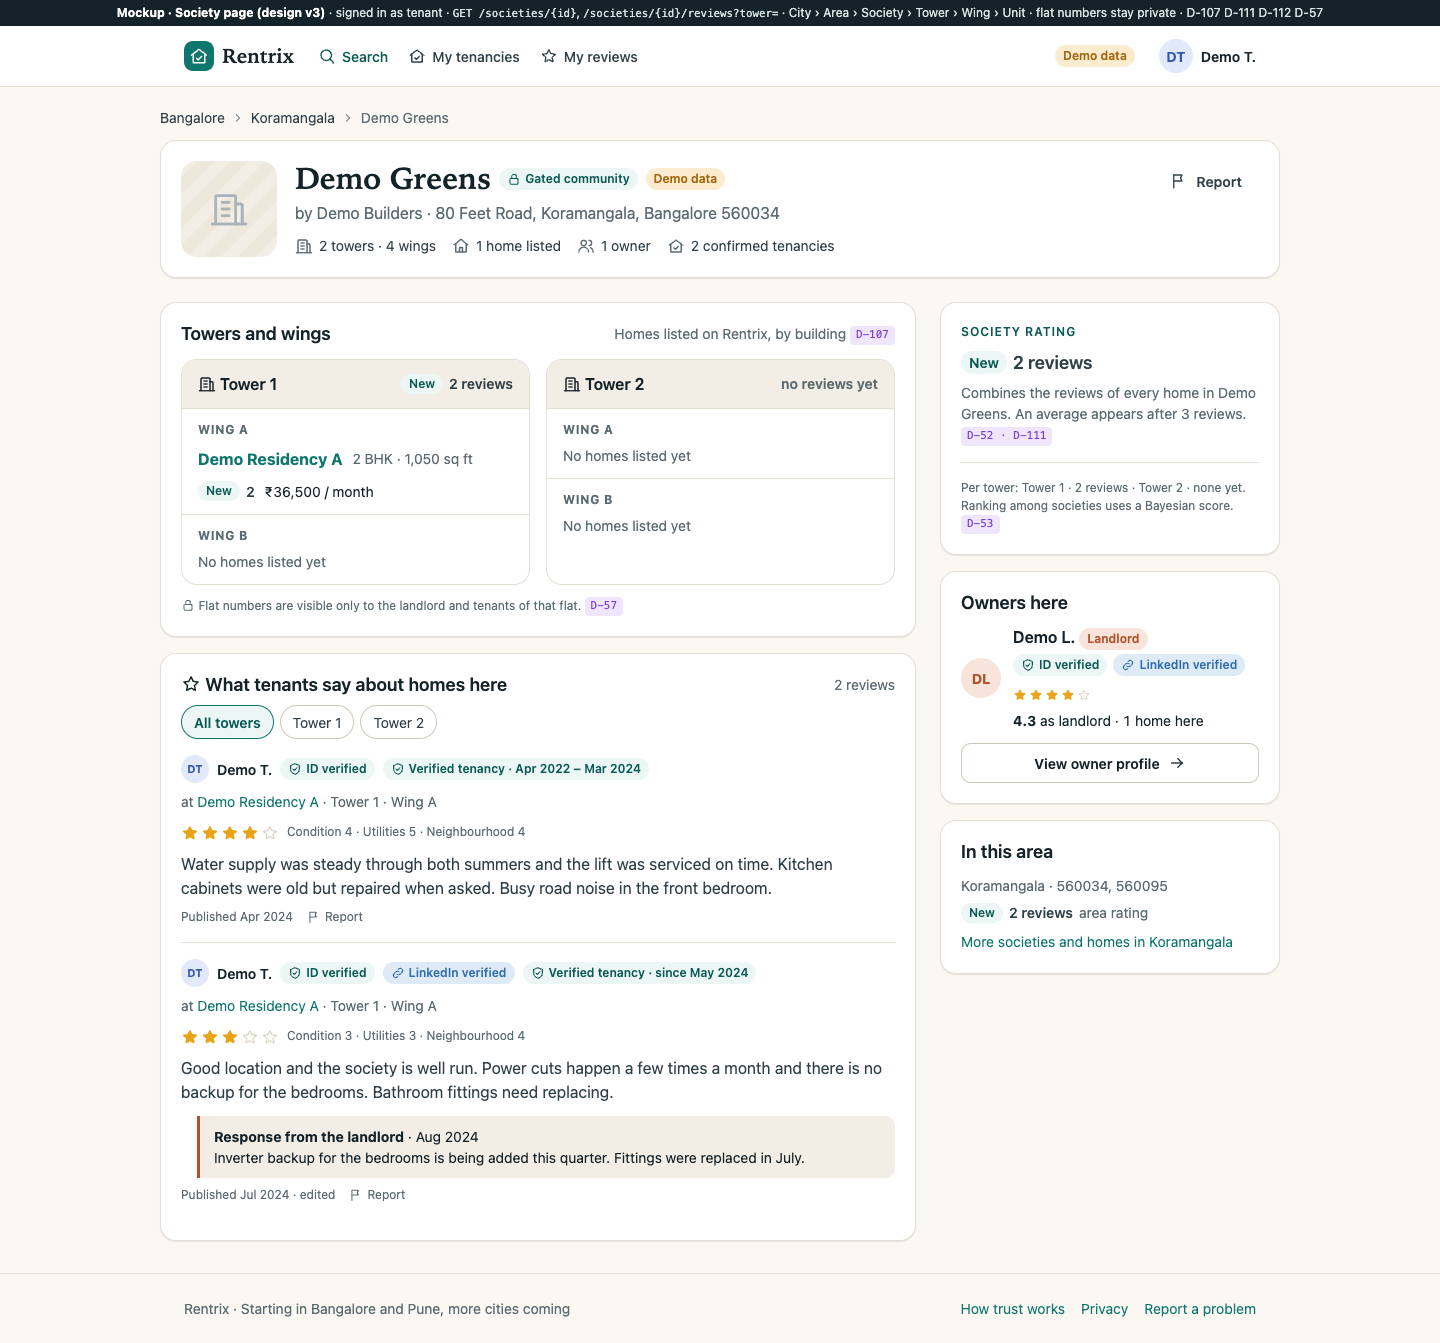 Mockup · Society page (design v3) · signed in as tenant · GET /societies/{id}, /societies/{id}/reviews?tower= · City › Area › Society › Tower › Wing › Unit · flat numbers stay private · D-107 D-111 D-112 D-57
Rentrix Search My tenancies My reviews Demo data DT Demo T.
Bangalore › Koramangala › Demo Greens
Demo Greens Gated community Demo data Report
by Demo Builders · 80 Feet Road, Koramangala, Bangalore 560034
2 towers · 4 wings 1 home listed 1 owner 2 confirmed tenancies
Towers and wings Homes listed on Rentrix, by building D-107
Tower 1 New 2 reviews
WING A
Demo Residency A 2 BHK · 1,050 sq ft
New 2 ₹36,500 / month
WING B
No homes listed yet
Tower 2 no reviews yet
WING A
No homes listed yet
WING B
No homes listed yet
Flat numbers are visible only to the landlord and tenants of that flat. D-57
What tenants say about homes here 2 reviews
All towers Tower 1 Tower 2
DT Demo T. ID verified Verified tenancy · Apr 2022 – Mar 2024
at Demo Residency A · Tower 1 · Wing A
Condition 4 · Utilities 5 · Neighbourhood 4
Water supply was steady through both summers and the lift was serviced on time. Kitchen
cabinets were old but repaired when asked. Busy road noise in the front bedroom.
Published Apr 2024 Report
DT Demo T. ID verified LinkedIn verified Verified tenancy · since May 2024
at Demo Residency A · Tower 1 · Wing A
Condition 3 · Utilities 3 · Neighbourhood 4
Good location and the society is well run. Power cuts happen a few times a month and there is no
backup for the bedrooms. Bathroom fittings need replacing.
Response from the landlord · Aug 2024
Inverter backup for the bedrooms is being added this quarter. Fittings were replaced in July.
Published Jul 2024 · edited Report
SOCIETY RATING
New 2 reviews
Combines the reviews of every home in Demo
Greens. An average appears after 3 reviews.
D-52 · D-111
Per tower: Tower 1 · 2 reviews · Tower 2 · none yet.
Ranking among societies uses a Bayesian score.
D-53
Owners here
Demo L. Landlord
DL ID verified LinkedIn verified
4.3 as landlord · 1 home here
View owner profile →
In this area
Koramangala · 560034, 560095
New 2 reviews area rating
More societies and homes in Koramangala
Rentrix · Starting in Bangalore and Pune, more cities coming How trust works Privacy Report a problem